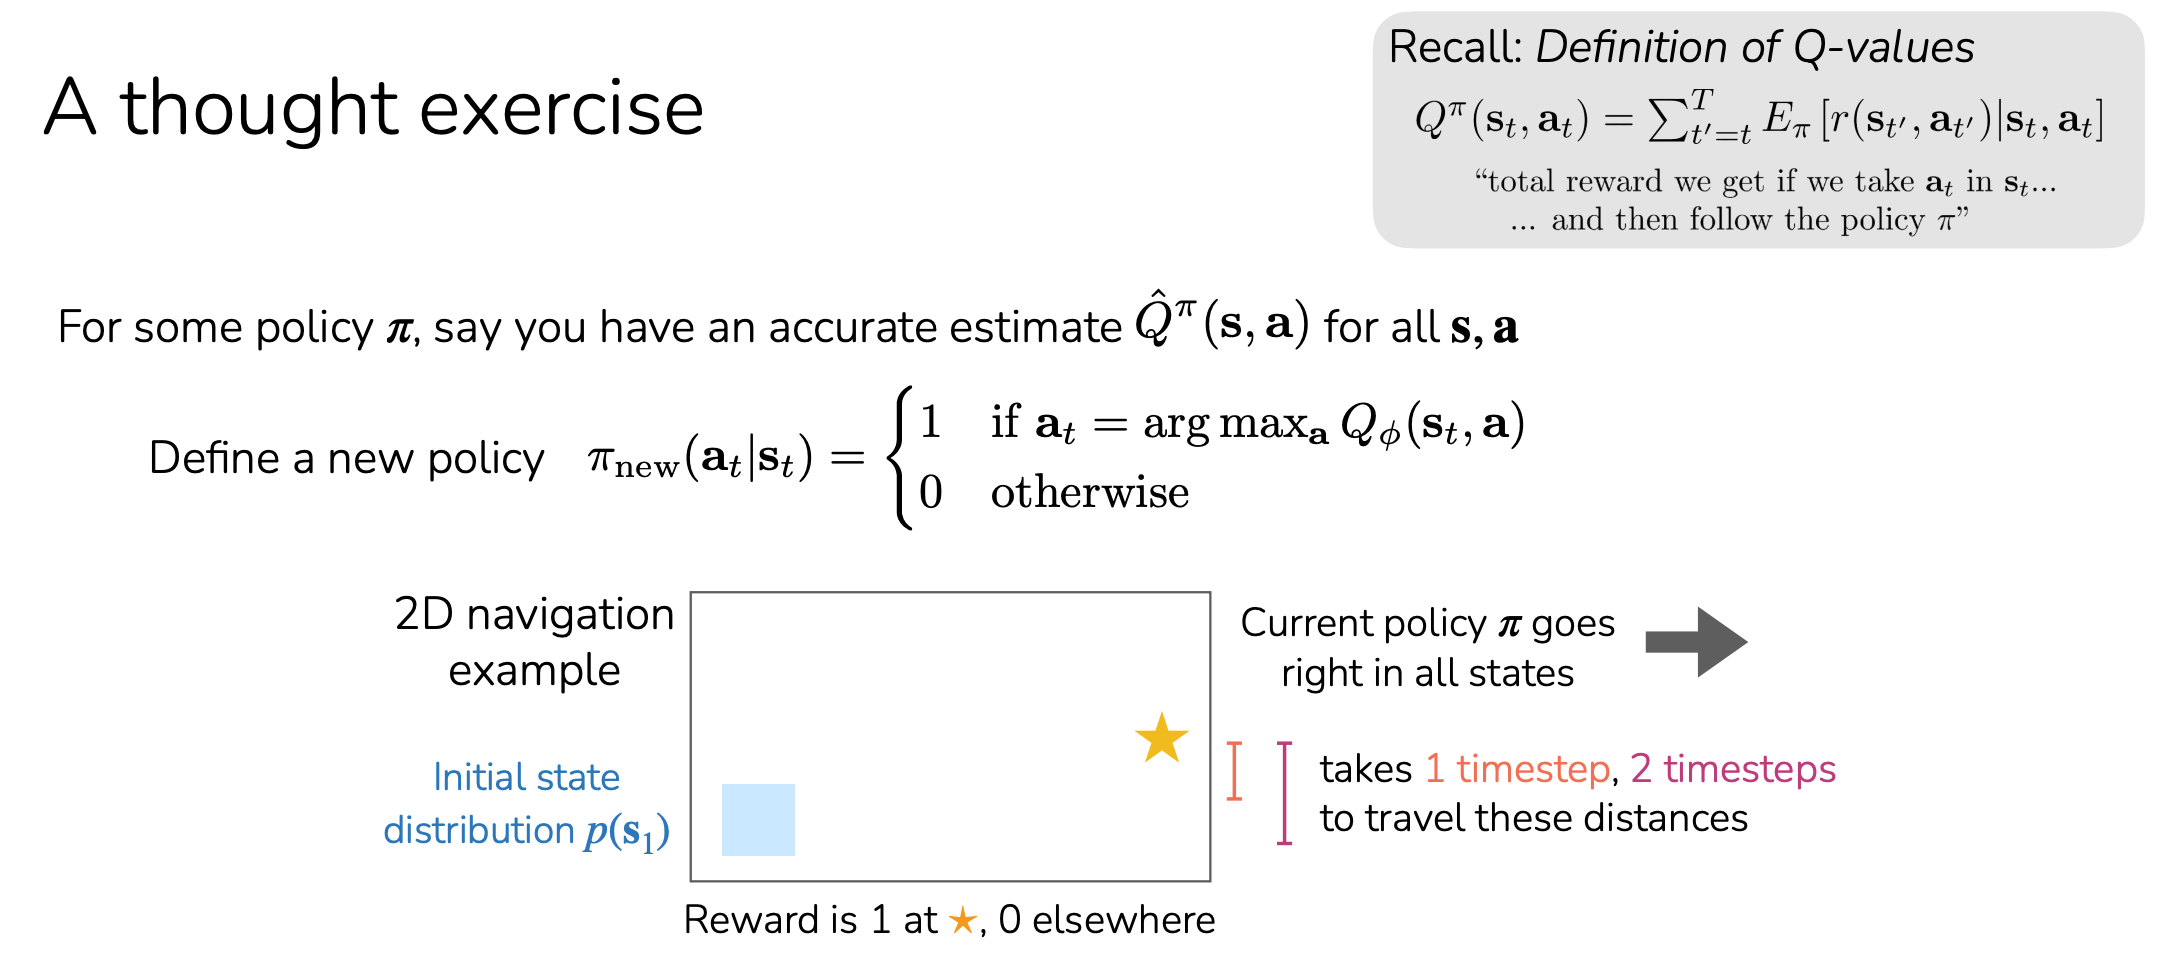 A thought exercise
Recall: Definition of Q-values
$Q^\pi(\mathbf{s}_t, \mathbf{a}_t) = \sum_{t'=t}^{T} E_\pi [r(\mathbf{s}_{t'}, \mathbf{a}_{t'})|\mathbf{s}_t, \mathbf{a}_t]$
“total reward we get if we take $\mathbf{a}_t$ in $\mathbf{s}_t$...
... and then follow the policy $\pi$”
For some policy $\pi$, say you have an accurate estimate $\hat{Q}^\pi(\mathbf{s}, \mathbf{a})$ for all $\mathbf{s}, \mathbf{a}$
Define a new policy $\pi_{\text{new}}(\mathbf{a}_t|\mathbf{s}_t) = \begin{cases} 1 & \text{if } \mathbf{a}_t = \arg\max_{\mathbf{a}} Q_\phi(\mathbf{s}_t, \mathbf{a}) \\ 0 & \text{otherwise} \end{cases}$
2D navigation
example
Initial state
distribution $p(\mathbf{s}_1)$
Current policy $\pi$ goes
right in all states
takes 1 timestep, 2 timesteps
to travel these distances
Reward is 1 at ★, 0 elsewhere